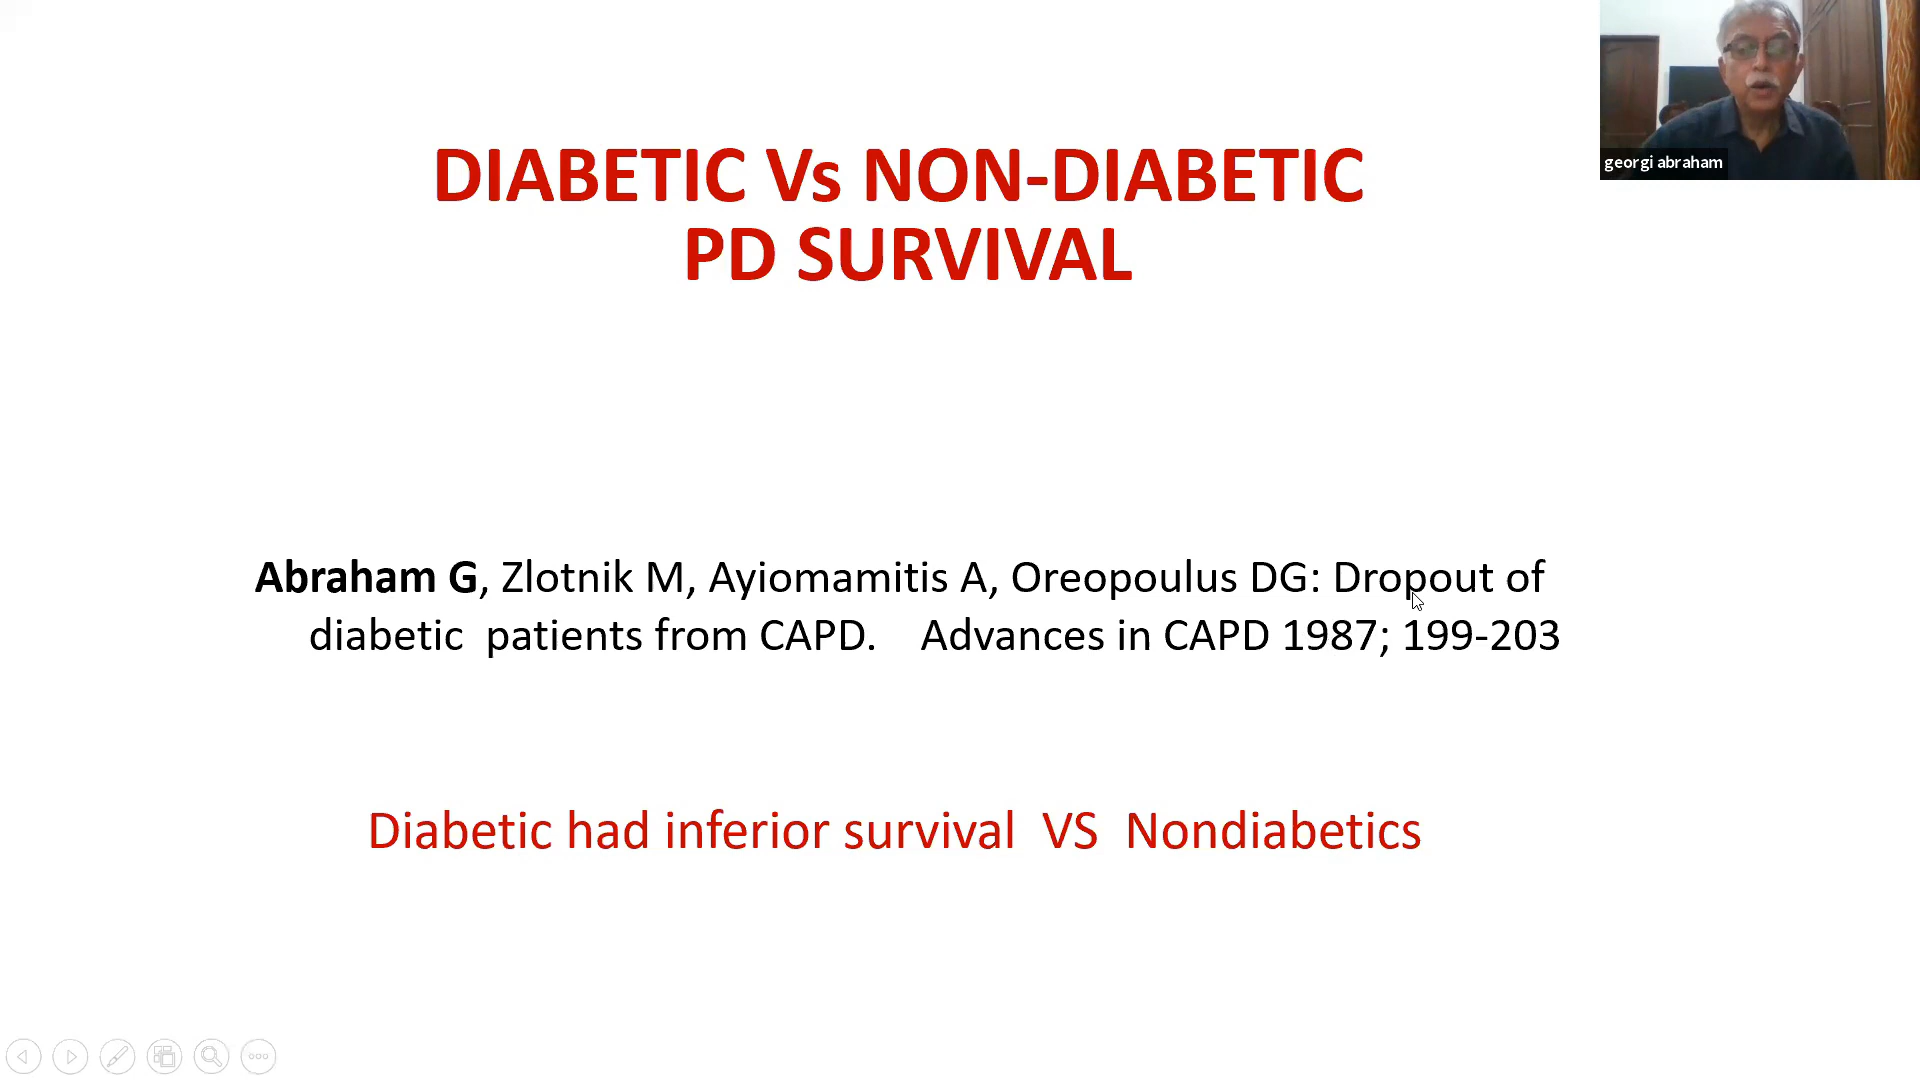 georgi abraham
DIABETIC Vs NON-DIABETIC
PD SURVIVAL
Abraham G, Zlotnik M, Ayiomamitis A, Oreopoulus DG: Dropout of
diabetic patients from CAPD. Advances in CAPD 1987; 199-203
Diabetic had inferior survival VS Nondiabetics